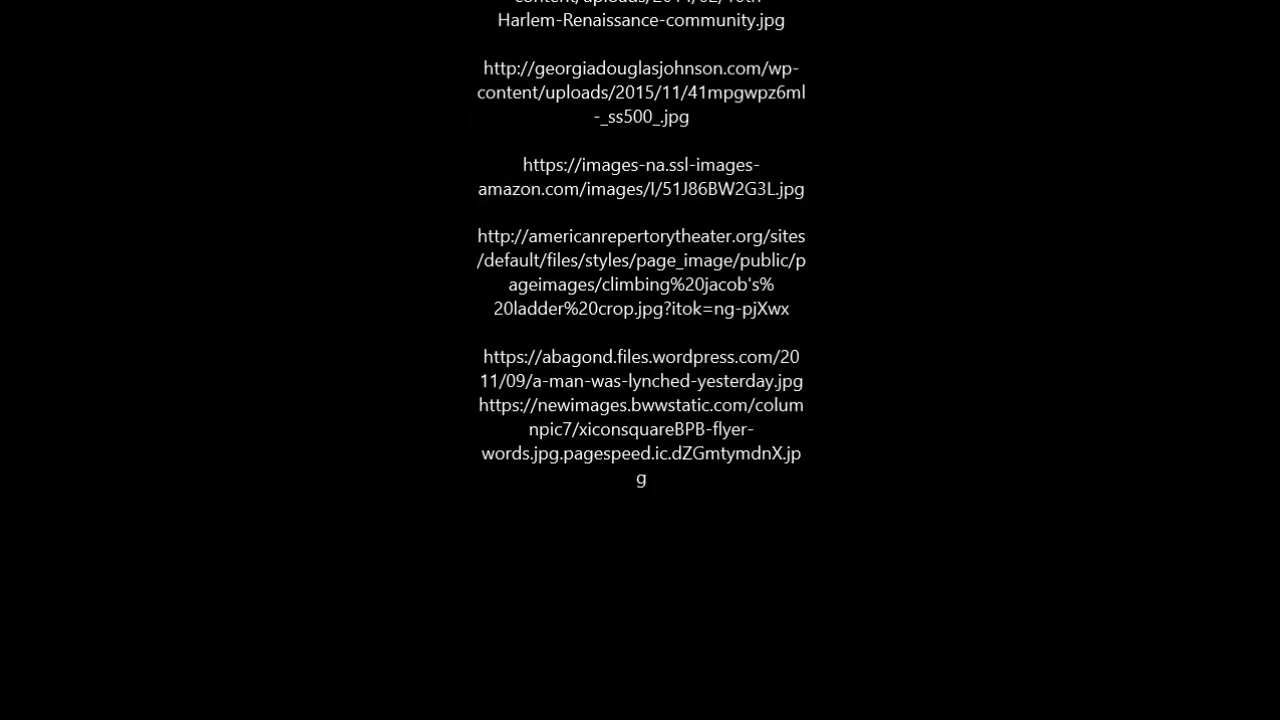 Harlem-Renaissance-community.jpg
http://georgiadouglasjohnson.com/wp-
content/uploads/2015/11/41mpgwpz6ml
-_ss500_.jpg
https://images-na.ssl-images-
amazon.com/images/I/51J86BW2G3L.jpg
http://americanrepertorytheater.org/sites
/default/files/styles/page_image/public/p
ageimages/climbing%20jacob's%
20ladder%20crop.jpg?itok=ng-pjXwx
https://abagond.files.wordpress.com/20
11/09/a-man-was-lynched-yesterday.jpg
https://newimages.bwwstatic.com/colum
npic7/xiconsquareBPB-flyer-
words.jpg.pagespeed.ic.dZGmtymdnX.jp
g